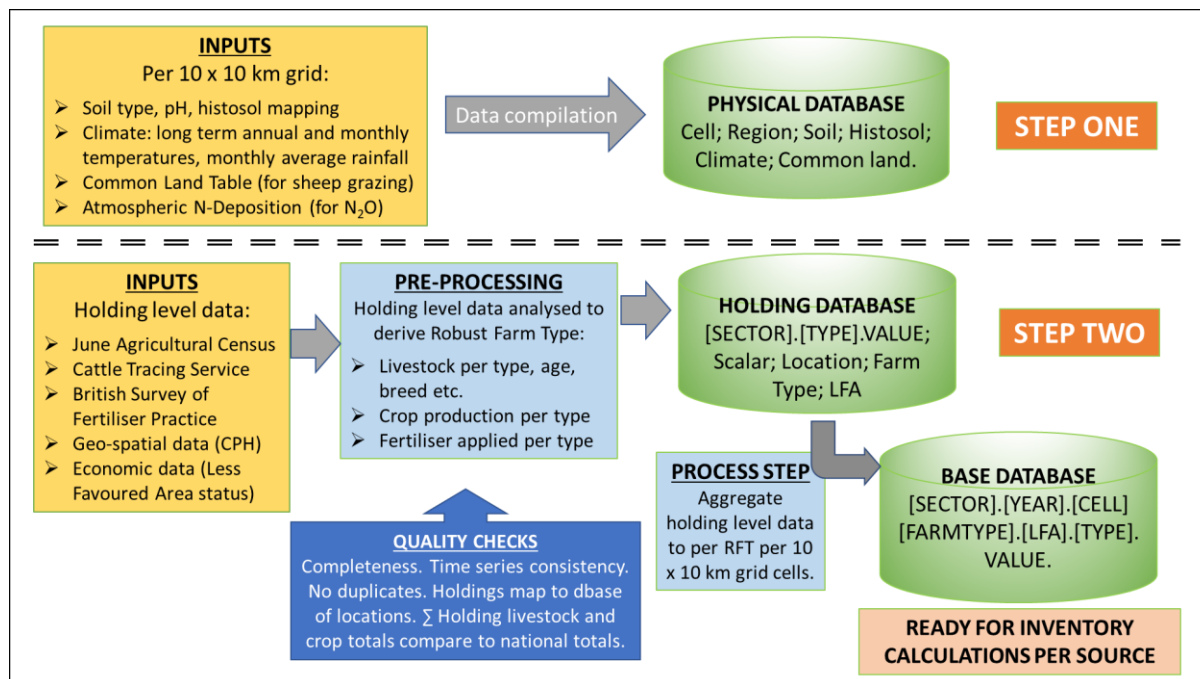 INPUTS
Per 10 x 10 km grid:
➢ Soil type, pH, histosol mapping
➢ Climate: long term annual and monthly
temperatures, monthly average rainfall
➢ Common Land Table (for sheep grazing)
➢ Atmospheric N-Deposition (for N₂O)
Data compilation
PHYSICAL DATABASE
Cell; Region; Soil; Histosol;
Climate; Common land.
STEP ONE
INPUTS
Holding level data:
➢ June Agricultural Census
➢ Cattle Tracing Service
➢ British Survey of
Fertiliser Practice
➢ Geo-spatial data (CPH)
➢ Economic data (Less
Favoured Area status)
PRE-PROCESSING
Holding level data analysed to
derive Robust Farm Type:
➢ Livestock per type, age,
breed etc.
➢ Crop production per type
➢ Fertiliser applied per type
HOLDING DATABASE
[SECTOR].[TYPE].VALUE;
Scalar; Location; Farm
Type; LFA
STEP TWO
QUALITY CHECKS
Completeness. Time series consistency.
No duplicates. Holdings map to dbase
of locations. ∑ Holding livestock and
crop totals compare to national totals.
PROCESS STEP
Aggregate
holding level data
to per RFT per 10
x 10 km grid cells.
BASE DATABASE
[SECTOR].[YEAR].[CELL]
[FARMTYPE].[LFA].[TYPE].
VALUE.
READY FOR INVENTORY
CALCULATIONS PER SOURCE